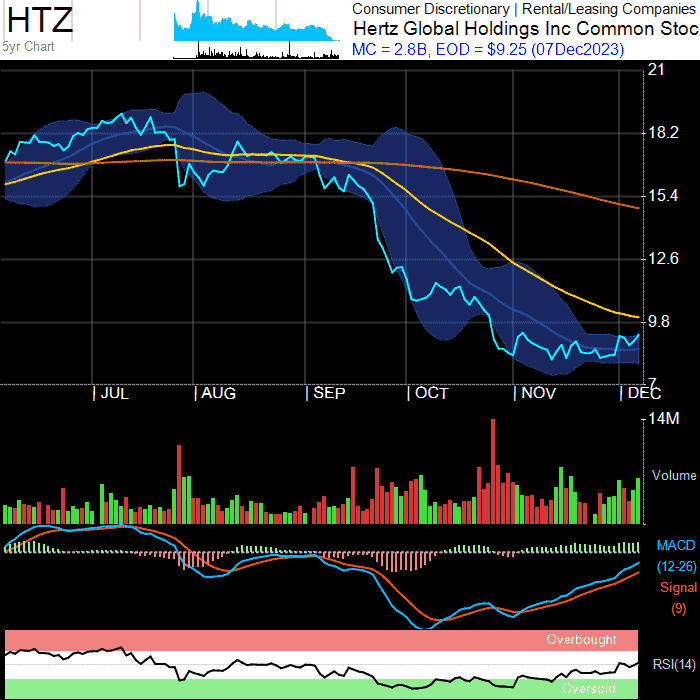 HTZ
5yr Chart
Consumer Discretionary | Rental/Leasing Companies
Hertz Global Holdings Inc Common Stoc
MC = 2.8B, EOD = $9.25 (07Dec2023)
21
18.2
15.4
12.6
9.8
7
| JUL | AUG | SEP | OCT | NOV | DEC
14M
Volume
MACD
(12-26)
Signal
(9)
Overbought
RSI(14)
Oversold